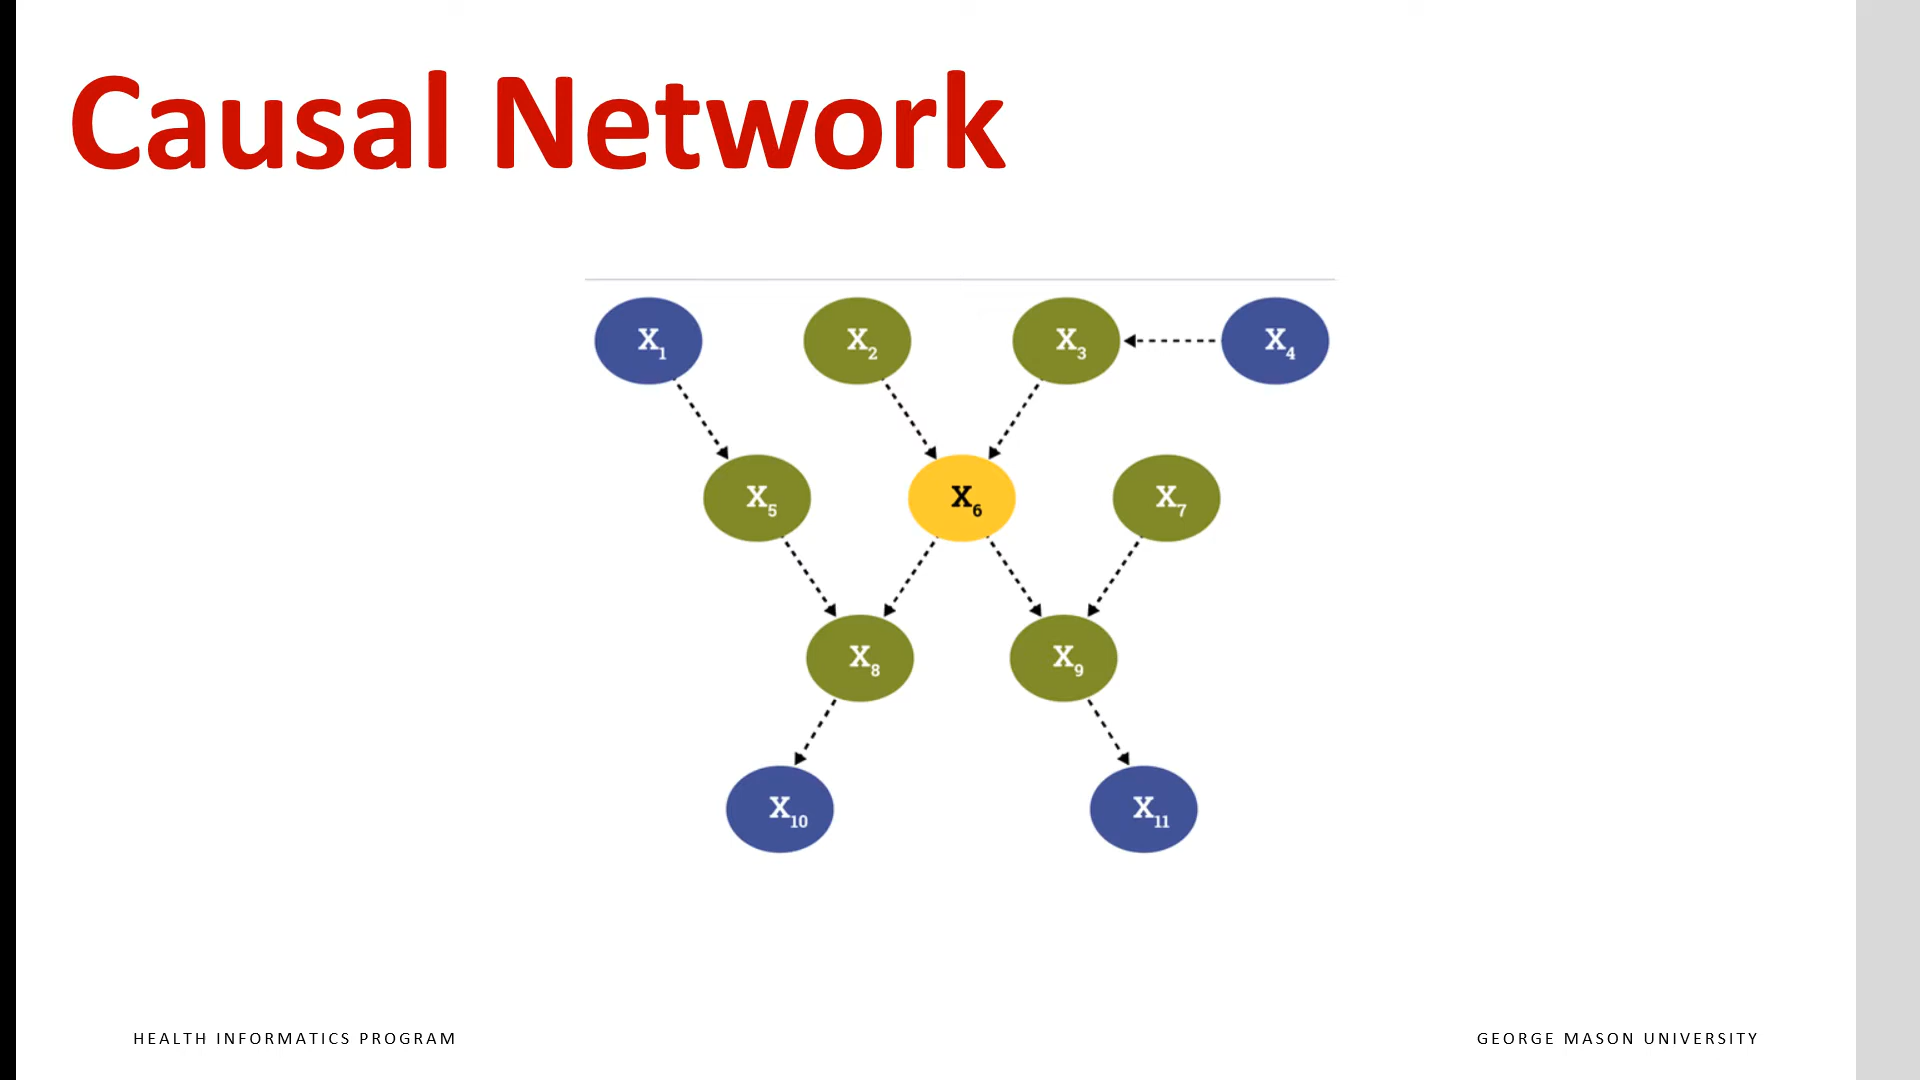 Causal Network
X1 X2 X3 X4
X5 X6 X7
X8 X9
X10 X11
HEALTH INFORMATICS PROGRAM
GEORGE MASON UNIVERSITY